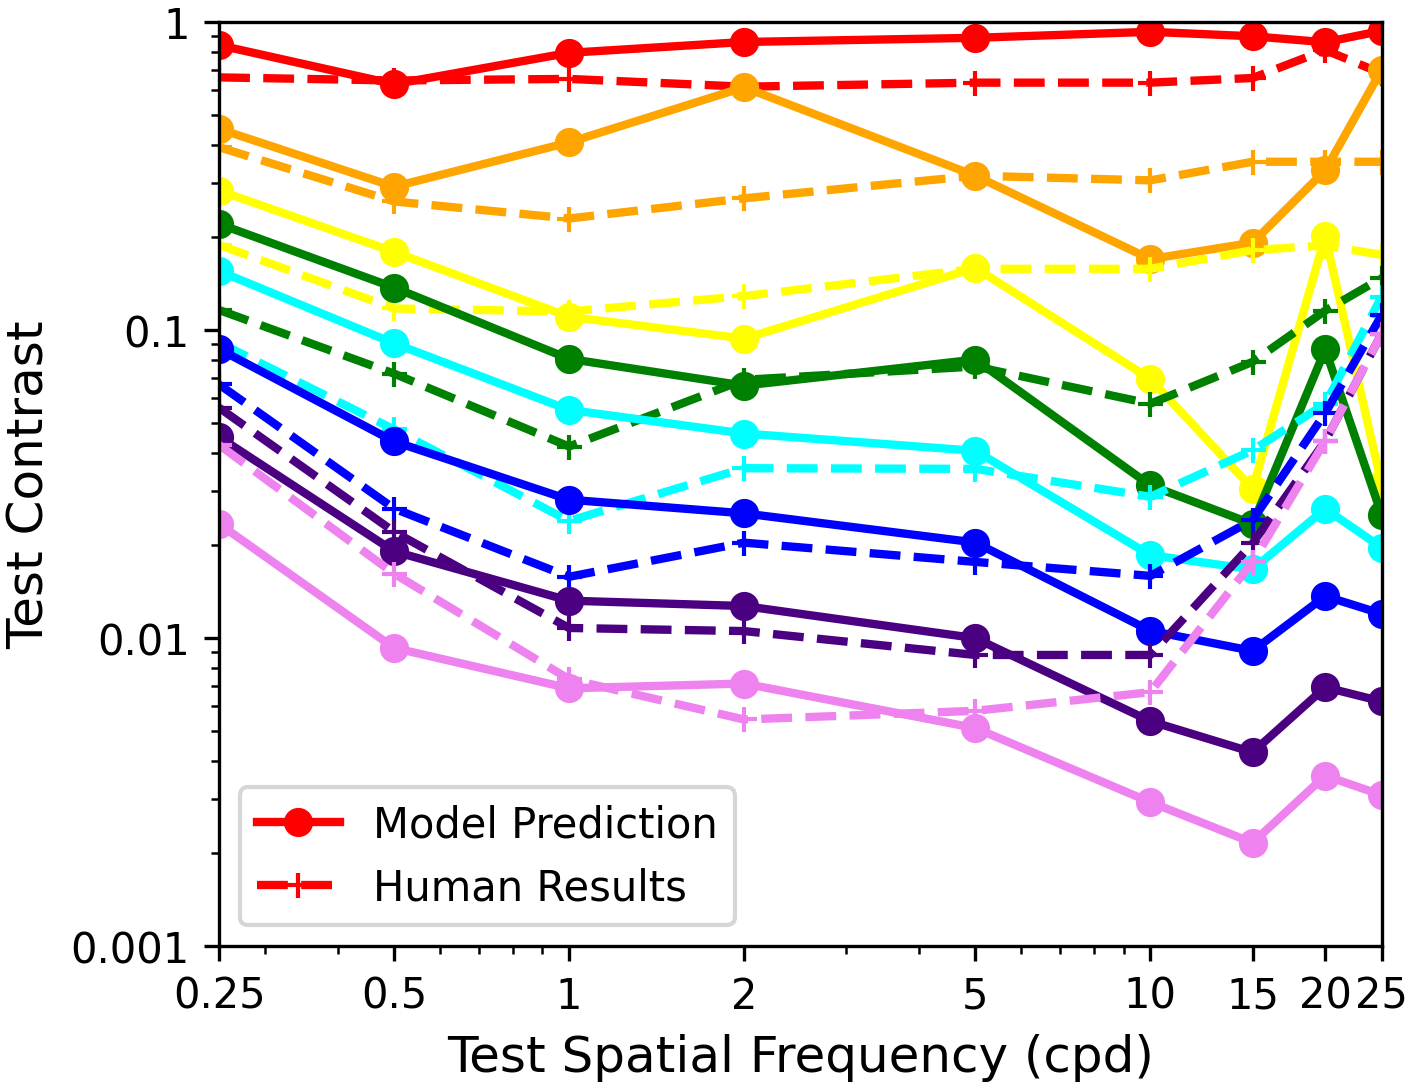 1
0.1
0.01
0.001
Test Contrast
Model Prediction
Human Results
0.25 0.5 1 2 5 10 15 20 25
Test Spatial Frequency (cpd)